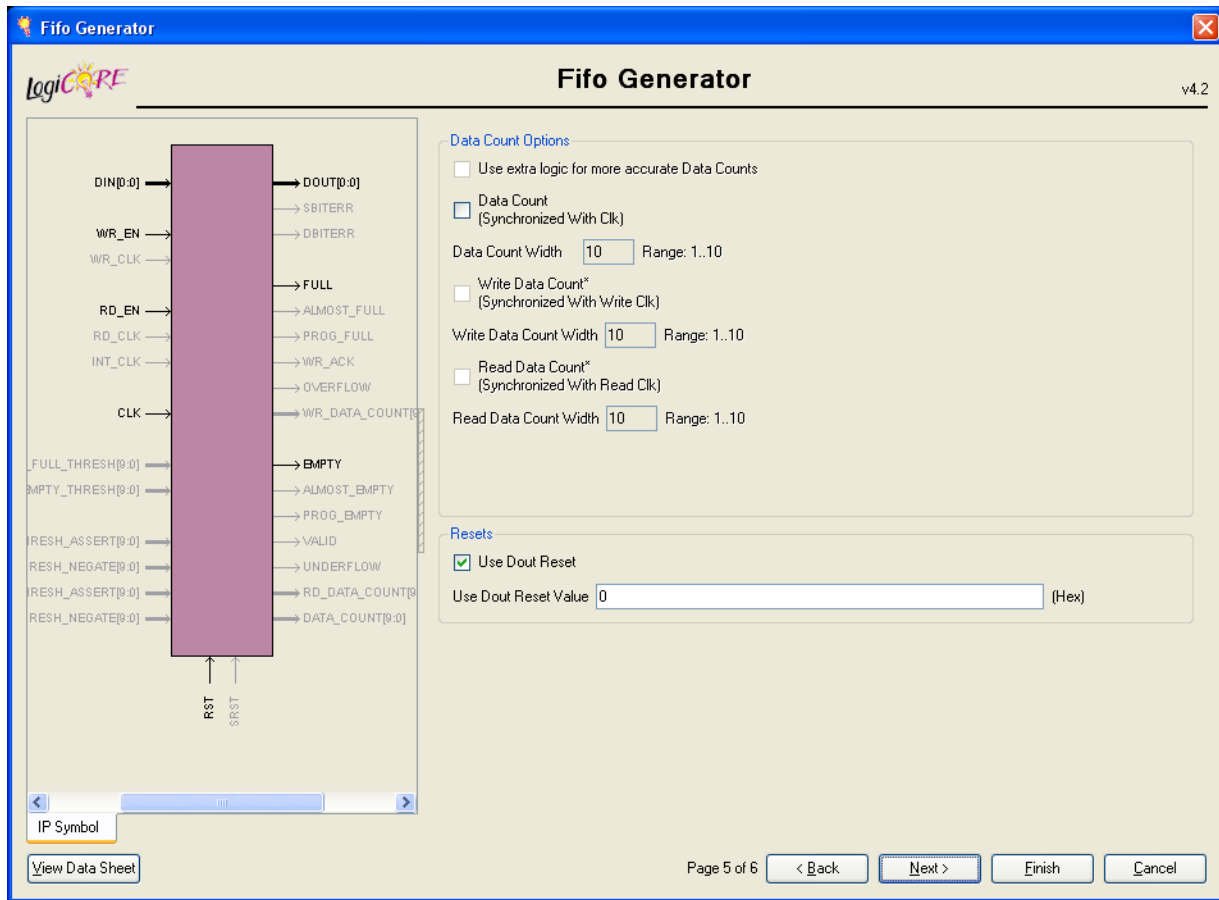 Fifo Generator
LogiCORE
Fifo Generator
v4.2
DIN[0:0]
WR_EN
WR_CLK
RD_EN
RD_CLK
INT_CLK
CLK
_FULL_THRESH[9:0]
MPTY_THRESH[9:0]
IRESH_ASSERT[9:0]
RESH_NEGATE[9:0]
IRESH_ASSERT[9:0]
RESH_NEGATE[9:0]
DOUT[0:0]
SBITERR
DBITERR
FULL
ALMOST_FULL
PROG_FULL
WR_ACK
OVERFLOW
WR_DATA_COUNT[9
EMPTY
ALMOST_EMPTY
PROG_EMPTY
VALID
UNDERFLOW
RD_DATA_COUNT[9
DATA_COUNT[9:0]
RST
SRST
IP Symbol
Data Count Options
Use extra logic for more accurate Data Counts
Data Count
(Synchronized With Clk)
Data Count Width 10 Range: 1..10
Write Data Count*
(Synchronized With Write Clk)
Write Data Count Width 10 Range: 1..10
Read Data Count*
(Synchronized With Read Clk)
Read Data Count Width 10 Range: 1..10
Resets
Use Dout Reset
Use Dout Reset Value 0 (Hex)
View Data Sheet
Page 5 of 6 < Back Next > Finish Cancel